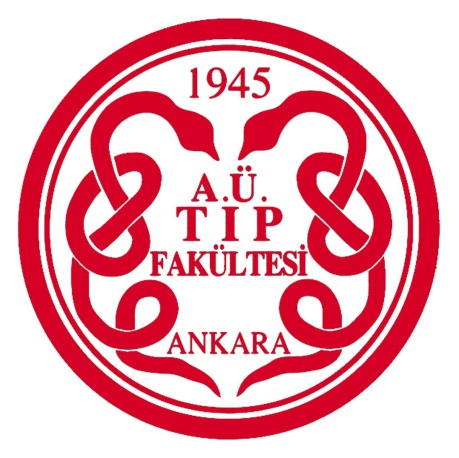 1945
A.Ü.
TIP
FAKÜLTESİ
ANKARA